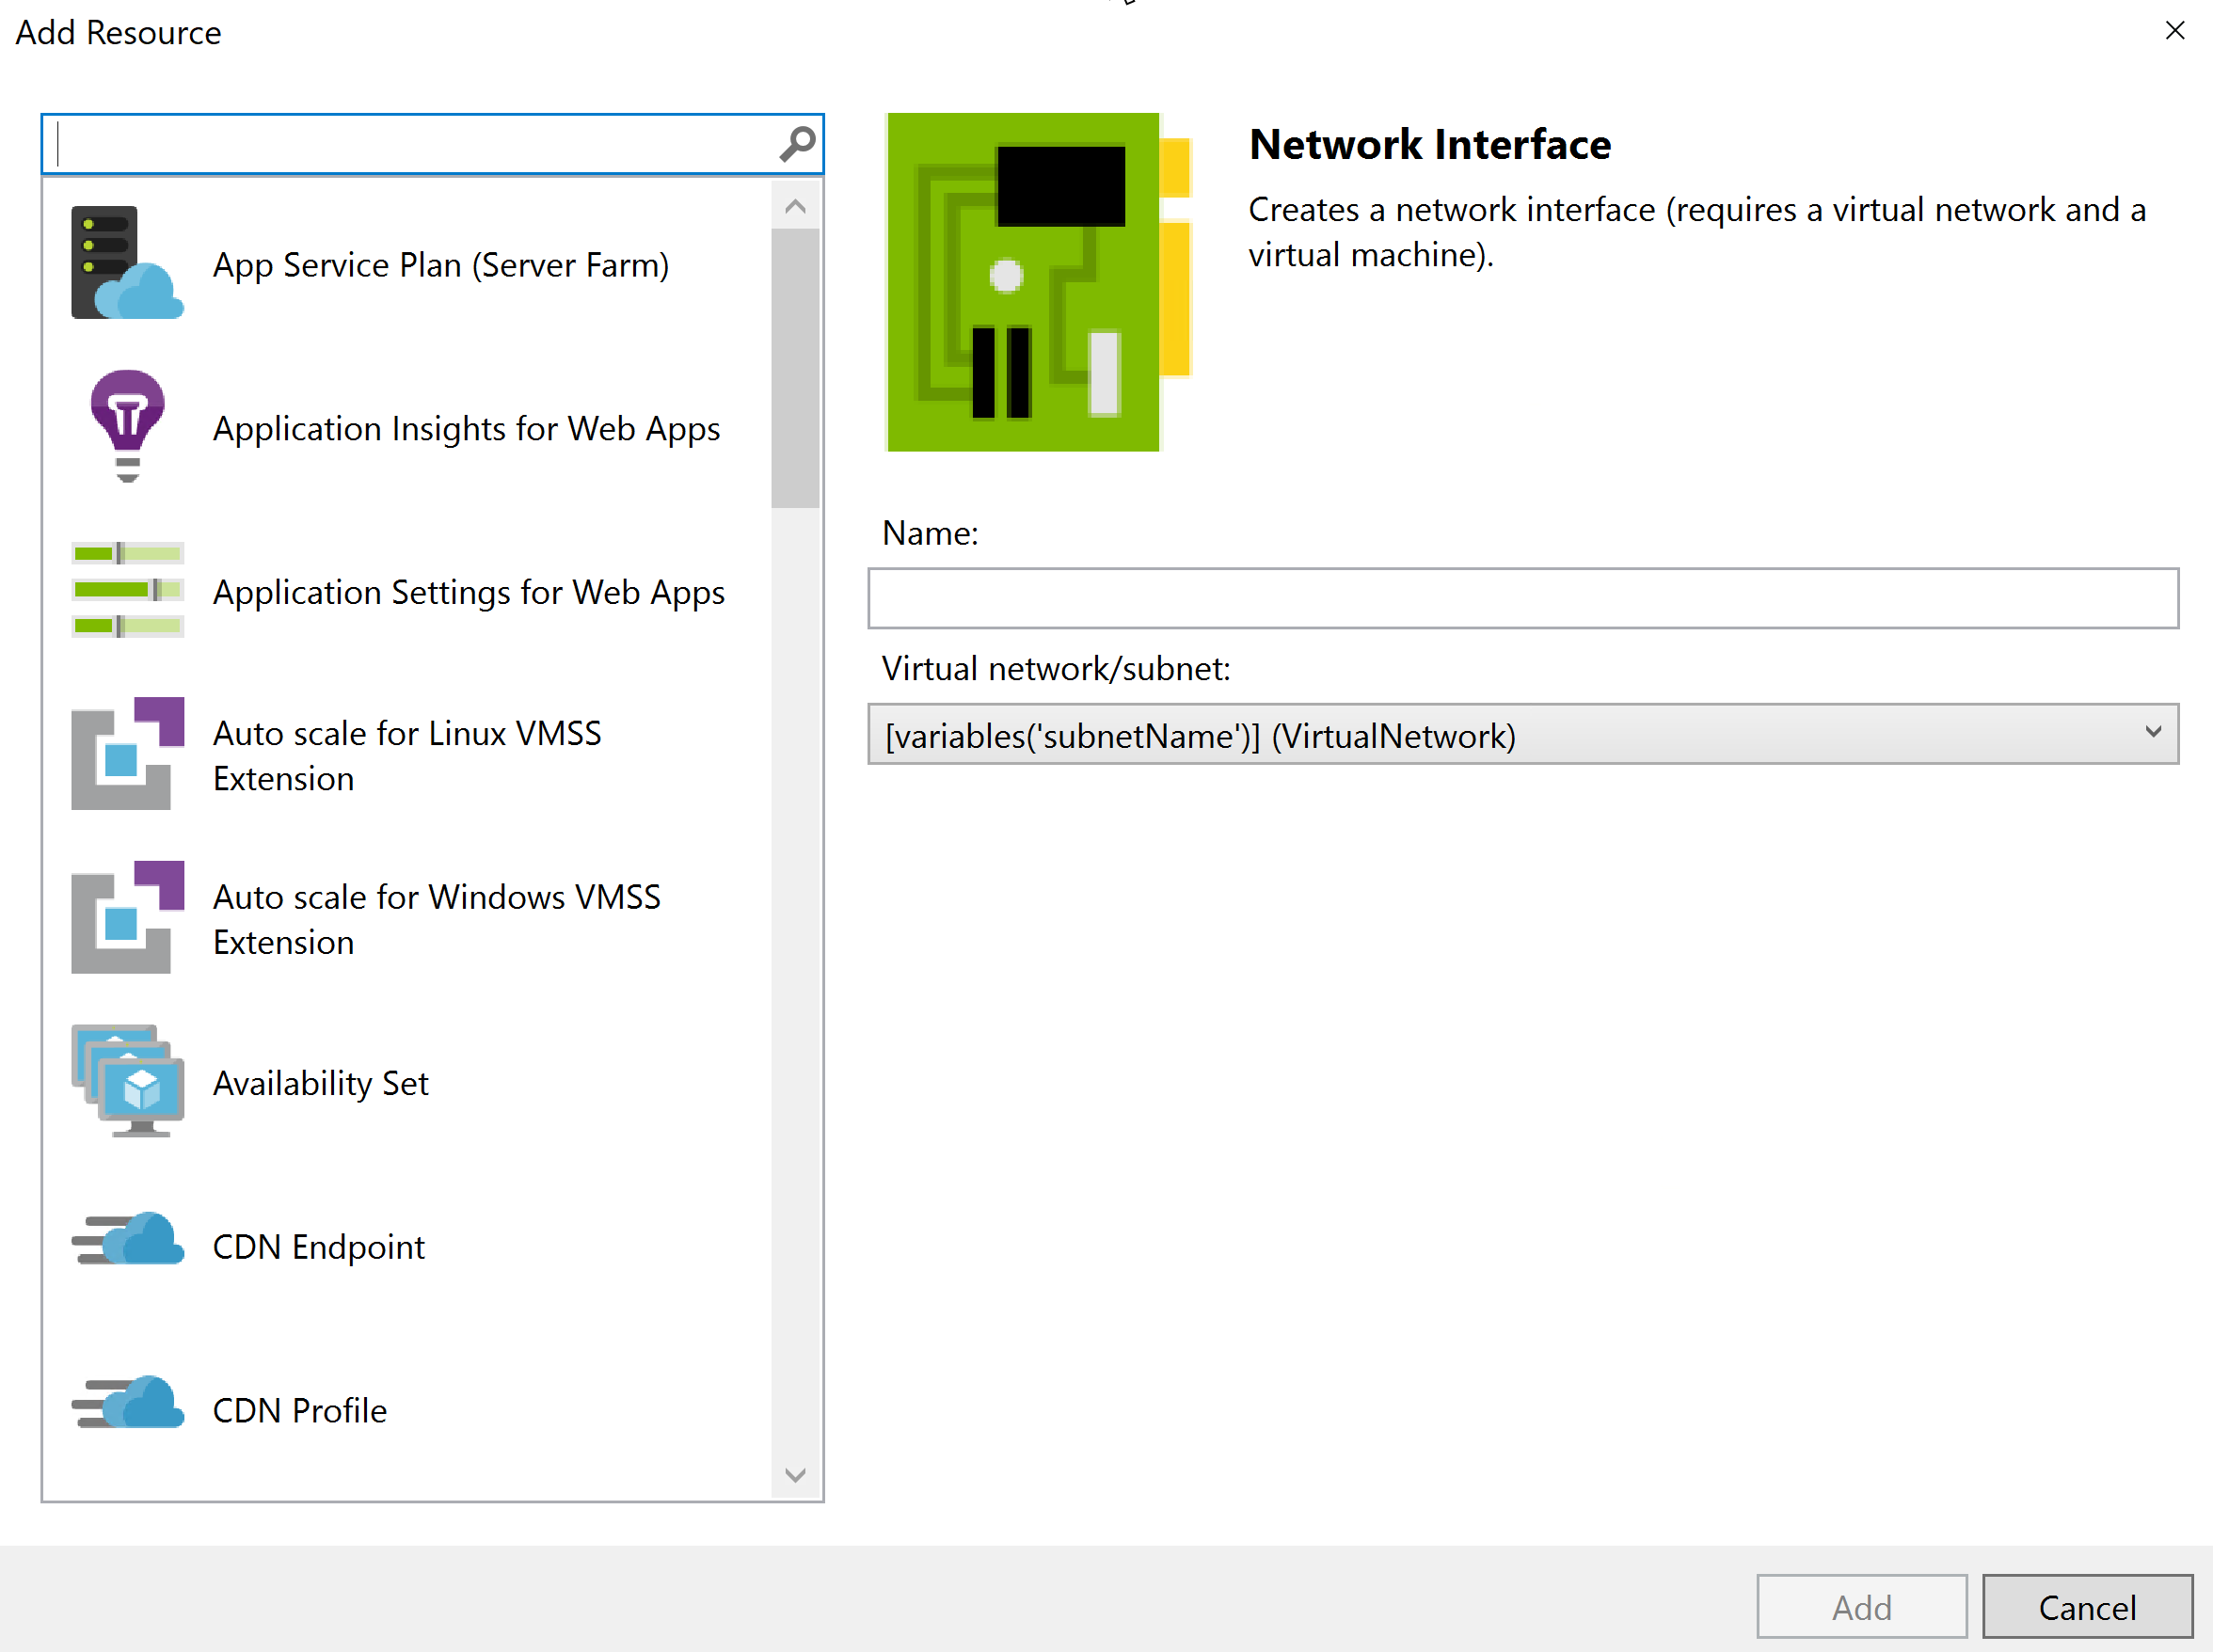 Add Resource
App Service Plan (Server Farm)
Application Insights for Web Apps
Application Settings for Web Apps
Auto scale for Linux VMSS
Extension
Auto scale for Windows VMSS
Extension
Availability Set
CDN Endpoint
CDN Profile
Network Interface
Creates a network interface (requires a virtual network and a
virtual machine).
Name:
Virtual network/subnet:
[variables('subnetName')] (VirtualNetwork)
Add
Cancel